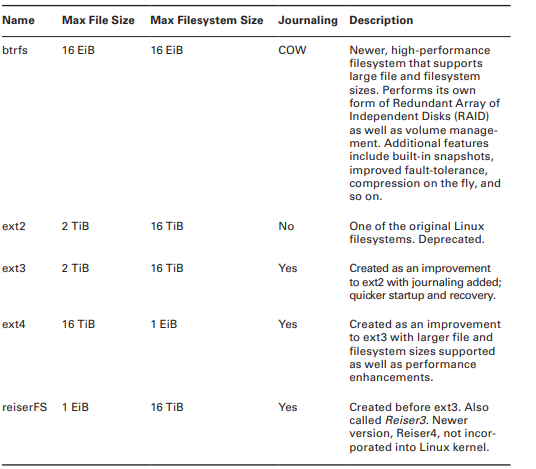 Name Max File Size Max Filesystem Size Journaling Description
btrfs 16 EiB 16 EiB COW Newer, high-performance
filesystem that supports
large file and filesystem
sizes. Performs its own
form of Redundant Array of
Independent Disks (RAID)
as well as volume manage-
ment. Additional features
include built-in snapshots,
improved fault-tolerance,
compression on the fly, and
so on.
ext2 2 TiB 16 TiB No One of the original Linux
filesystems. Deprecated.
ext3 2 TiB 16 TiB Yes Created as an improvement
to ext2 with journaling added;
quicker startup and recovery.
ext4 16 TiB 1 EiB Yes Created as an improvement
to ext3 with larger file and
filesystem sizes supported
as well as performance
enhancements.
reiserFS 1 EiB 16 TiB Yes Created before ext3. Also
called Reiser3. Newer
version, Reiser4, not incor-
porated into Linux kernel.